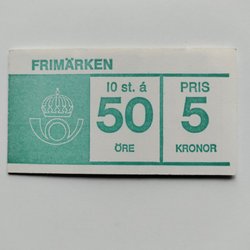 FRIMÄRKEN
10 st. á
50
ÖRE
PRIS
5
KRONOR